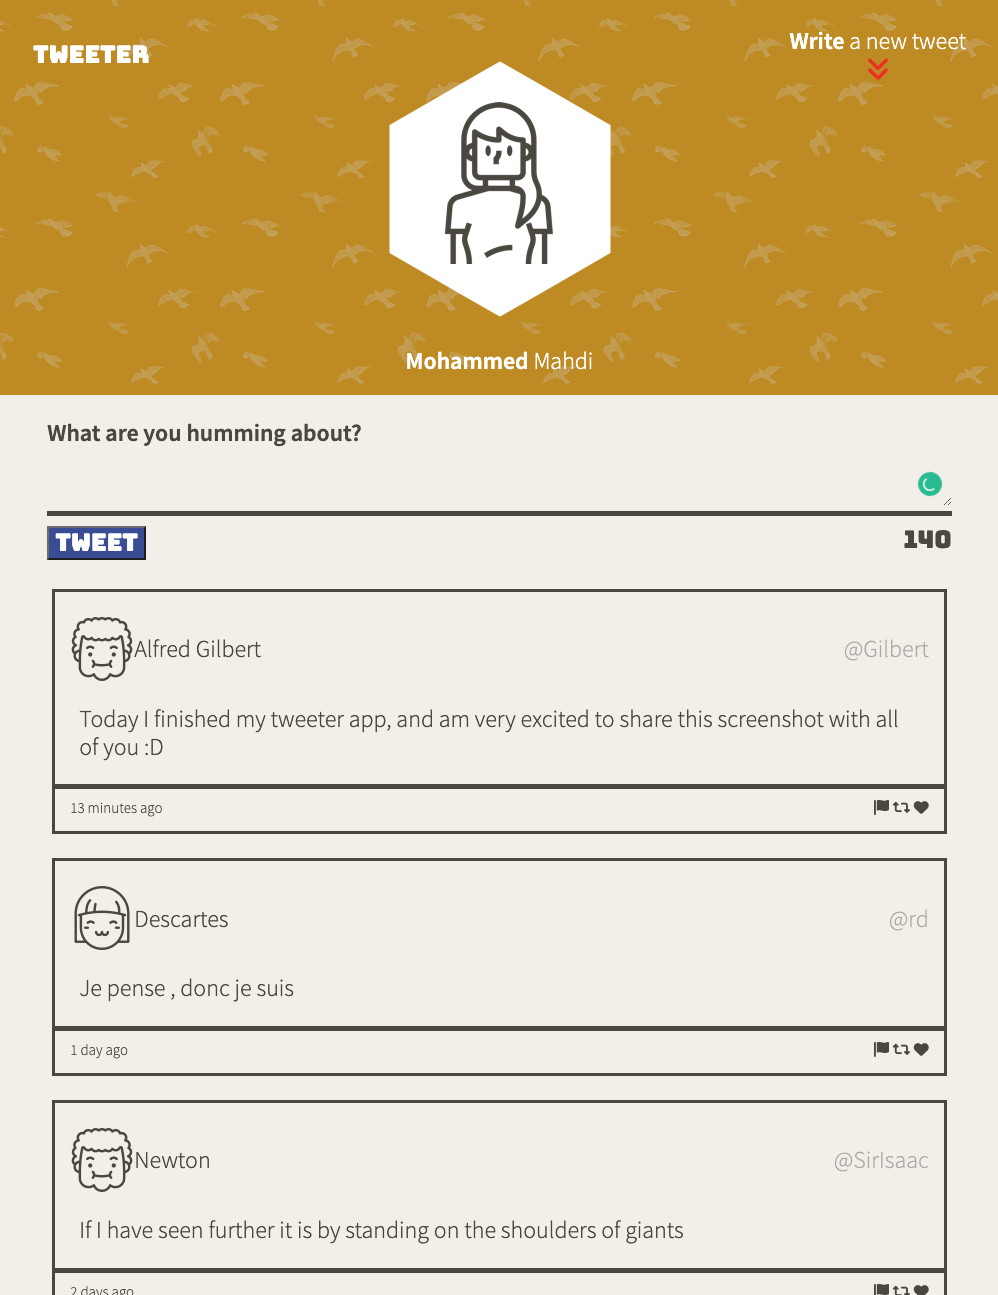 TWEETER
Write a new tweet
Mohammed Mahdi
What are you humming about?
TWEET
140
Alfred Gilbert
@Gilbert
Today I finished my tweeter app, and am very excited to share this screenshot with all
of you :D
13 minutes ago
Descartes
@rd
Je pense , donc je suis
1 day ago
Newton
@SirIsaac
If I have seen further it is by standing on the shoulders of giants
2 days ago